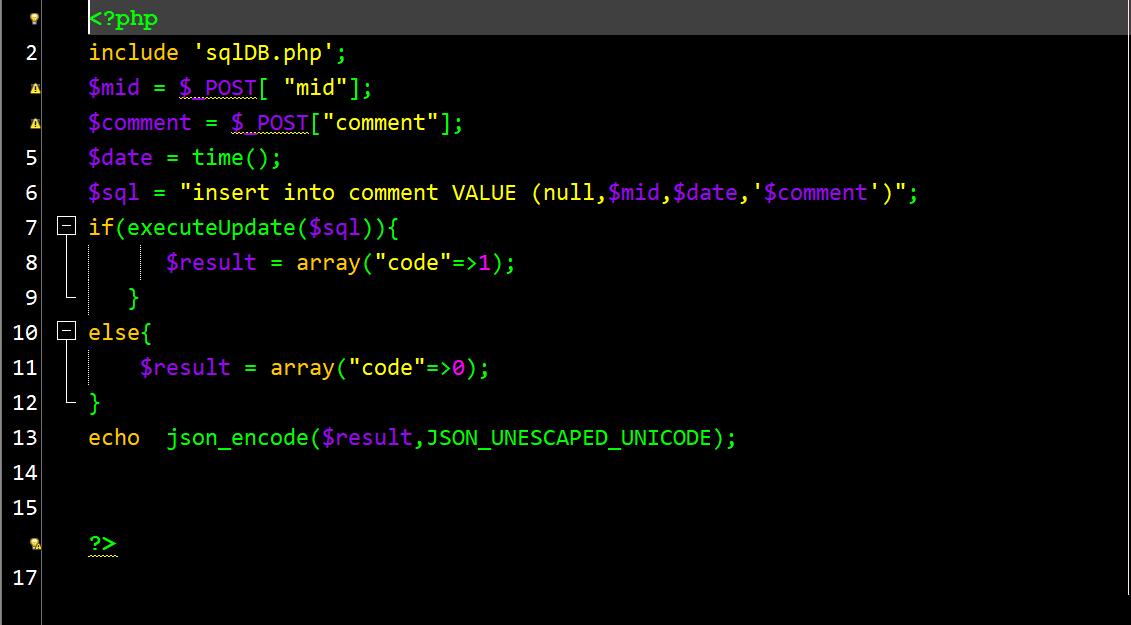 <?php
2 include 'sqlDB.php';
$mid = $_POST[ "mid"];
$comment = $_POST["comment"];
5 $date = time();
6 $sql = "insert into comment VALUE (null,$mid,$date,'$comment')";
7 if(executeUpdate($sql)){
8 $result = array("code"=>1);
9 }
10 else{
11 $result = array("code"=>0);
12 }
13 echo  json_encode($result,JSON_UNESCAPED_UNICODE);
14
15
?>
17